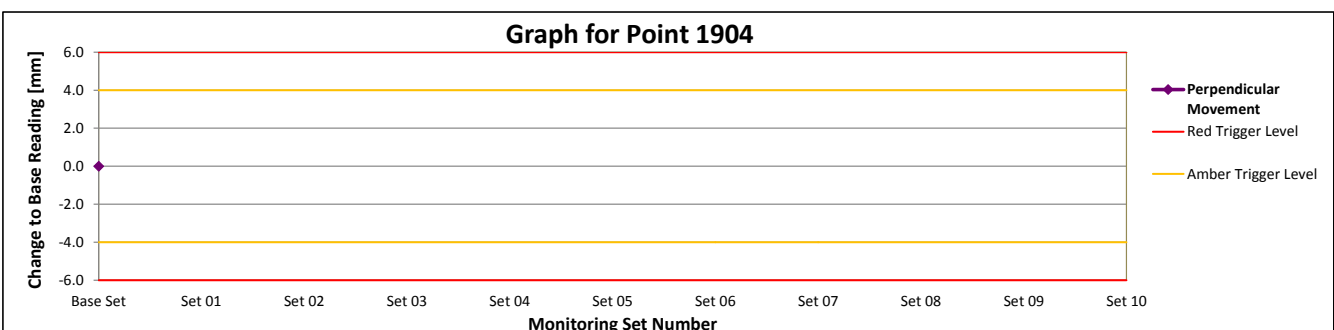 Graph for Point 1904
Change to Base Reading [mm]
6.0
4.0
2.0
0.0
-2.0
-4.0
-6.0
Base Set
Set 01
Set 02
Set 03
Set 04
Set 05
Set 06
Set 07
Set 08
Set 09
Set 10
Monitoring Set Number
Perpendicular
Movement
Red Trigger Level
Amber Trigger Level